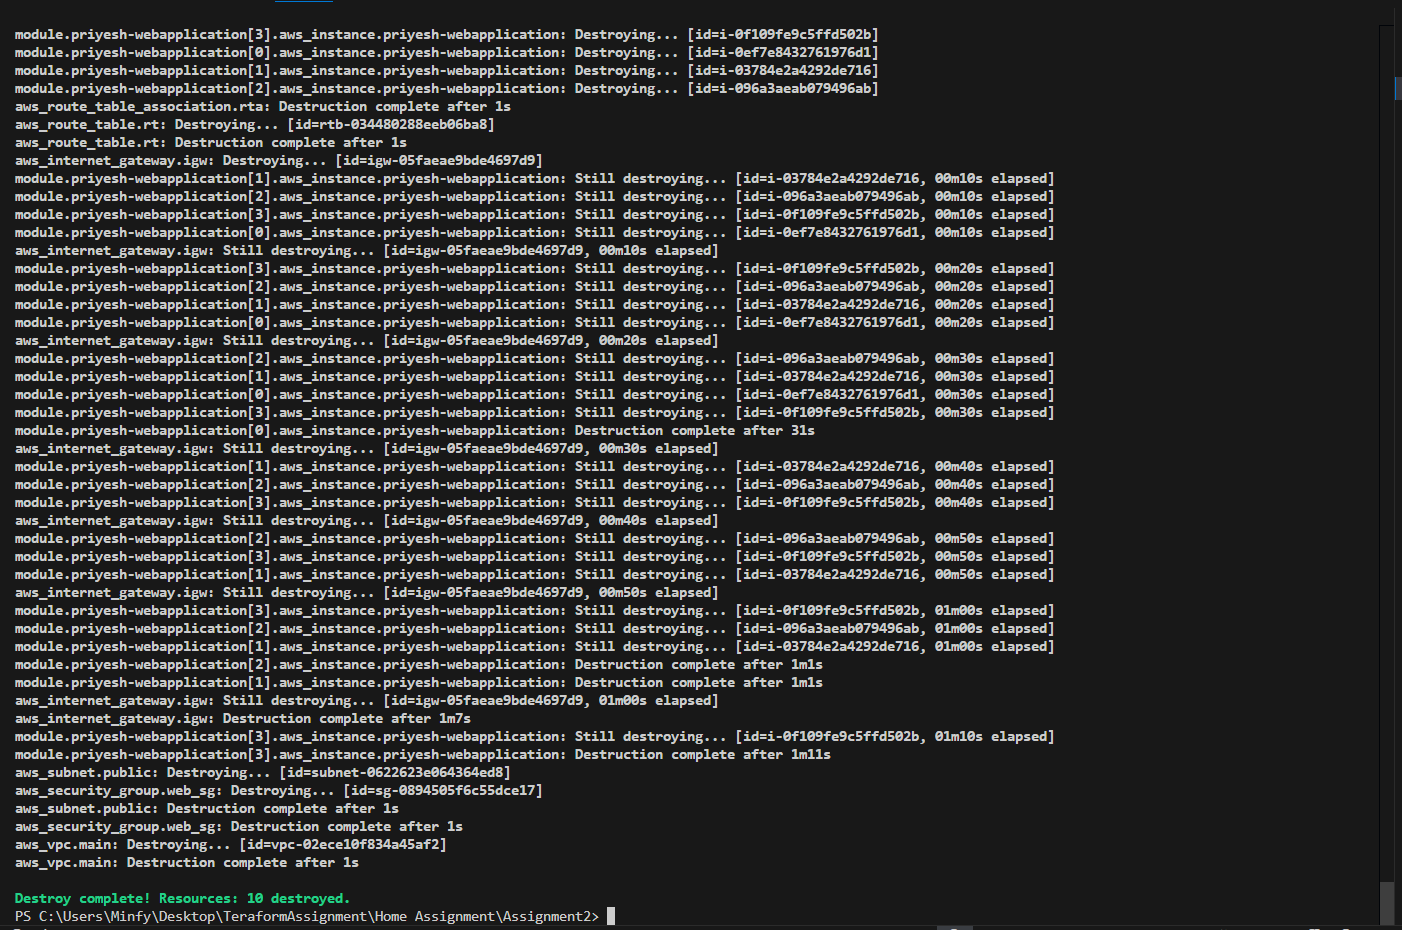 module.priyesh-webapplication[3].aws_instance.priyesh-webapplication: Destroying... [id=i-0f109fe9c5ffd502b]
module.priyesh-webapplication[0].aws_instance.priyesh-webapplication: Destroying... [id=i-0ef7e8432761976d1]
module.priyesh-webapplication[1].aws_instance.priyesh-webapplication: Destroying... [id=i-03784e2a4292de716]
module.priyesh-webapplication[2].aws_instance.priyesh-webapplication: Destroying... [id=i-096a3aeab079496ab]
aws_route_table_association.rta: Destruction complete after 1s
aws_route_table.rt: Destroying... [id=rtb-034480288eeb06ba8]
aws_route_table.rt: Destruction complete after 1s
aws_internet_gateway.igw: Destroying... [id=igw-05faeae9bde4697d9]
module.priyesh-webapplication[1].aws_instance.priyesh-webapplication: Still destroying... [id=i-03784e2a4292de716, 00m10s elapsed]
module.priyesh-webapplication[2].aws_instance.priyesh-webapplication: Still destroying... [id=i-096a3aeab079496ab, 00m10s elapsed]
module.priyesh-webapplication[3].aws_instance.priyesh-webapplication: Still destroying... [id=i-0f109fe9c5ffd502b, 00m10s elapsed]
module.priyesh-webapplication[0].aws_instance.priyesh-webapplication: Still destroying... [id=i-0ef7e8432761976d1, 00m10s elapsed]
aws_internet_gateway.igw: Still destroying... [id=igw-05faeae9bde4697d9, 00m10s elapsed]
module.priyesh-webapplication[3].aws_instance.priyesh-webapplication: Still destroying... [id=i-0f109fe9c5ffd502b, 00m20s elapsed]
module.priyesh-webapplication[2].aws_instance.priyesh-webapplication: Still destroying... [id=i-096a3aeab079496ab, 00m20s elapsed]
module.priyesh-webapplication[1].aws_instance.priyesh-webapplication: Still destroying... [id=i-03784e2a4292de716, 00m20s elapsed]
module.priyesh-webapplication[0].aws_instance.priyesh-webapplication: Still destroying... [id=i-0ef7e8432761976d1, 00m20s elapsed]
aws_internet_gateway.igw: Still destroying... [id=igw-05faeae9bde4697d9, 00m20s elapsed]
module.priyesh-webapplication[2].aws_instance.priyesh-webapplication: Still destroying... [id=i-096a3aeab079496ab, 00m30s elapsed]
module.priyesh-webapplication[1].aws_instance.priyesh-webapplication: Still destroying... [id=i-03784e2a4292de716, 00m30s elapsed]
module.priyesh-webapplication[0].aws_instance.priyesh-webapplication: Still destroying... [id=i-0ef7e8432761976d1, 00m30s elapsed]
module.priyesh-webapplication[3].aws_instance.priyesh-webapplication: Still destroying... [id=i-0f109fe9c5ffd502b, 00m30s elapsed]
module.priyesh-webapplication[0].aws_instance.priyesh-webapplication: Destruction complete after 31s
aws_internet_gateway.igw: Still destroying... [id=igw-05faeae9bde4697d9, 00m30s elapsed]
module.priyesh-webapplication[1].aws_instance.priyesh-webapplication: Still destroying... [id=i-03784e2a4292de716, 00m40s elapsed]
module.priyesh-webapplication[2].aws_instance.priyesh-webapplication: Still destroying... [id=i-096a3aeab079496ab, 00m40s elapsed]
module.priyesh-webapplication[3].aws_instance.priyesh-webapplication: Still destroying... [id=i-0f109fe9c5ffd502b, 00m40s elapsed]
aws_internet_gateway.igw: Still destroying... [id=igw-05faeae9bde4697d9, 00m40s elapsed]
module.priyesh-webapplication[2].aws_instance.priyesh-webapplication: Still destroying... [id=i-096a3aeab079496ab, 00m50s elapsed]
module.priyesh-webapplication[3].aws_instance.priyesh-webapplication: Still destroying... [id=i-0f109fe9c5ffd502b, 00m50s elapsed]
module.priyesh-webapplication[1].aws_instance.priyesh-webapplication: Still destroying... [id=i-03784e2a4292de716, 00m50s elapsed]
aws_internet_gateway.igw: Still destroying... [id=igw-05faeae9bde4697d9, 00m50s elapsed]
module.priyesh-webapplication[3].aws_instance.priyesh-webapplication: Still destroying... [id=i-0f109fe9c5ffd502b, 01m00s elapsed]
module.priyesh-webapplication[2].aws_instance.priyesh-webapplication: Still destroying... [id=i-096a3aeab079496ab, 01m00s elapsed]
module.priyesh-webapplication[1].aws_instance.priyesh-webapplication: Still destroying... [id=i-03784e2a4292de716, 01m00s elapsed]
module.priyesh-webapplication[2].aws_instance.priyesh-webapplication: Destruction complete after 1m1s
module.priyesh-webapplication[1].aws_instance.priyesh-webapplication: Destruction complete after 1m1s
aws_internet_gateway.igw: Still destroying... [id=igw-05faeae9bde4697d9, 01m00s elapsed]
aws_internet_gateway.igw: Destruction complete after 1m7s
module.priyesh-webapplication[3].aws_instance.priyesh-webapplication: Still destroying... [id=i-0f109fe9c5ffd502b, 01m10s elapsed]
module.priyesh-webapplication[3].aws_instance.priyesh-webapplication: Destruction complete after 1m11s
aws_subnet.public: Destroying... [id=subnet-0622623e064364ed8]
aws_security_group.web_sg: Destroying... [id=sg-0894505f6c55dce17]
aws_subnet.public: Destruction complete after 1s
aws_security_group.web_sg: Destruction complete after 1s
aws_vpc.main: Destroying... [id=vpc-02ece10f834a45af2]
aws_vpc.main: Destruction complete after 1s
Destroy complete! Resources: 10 destroyed.
PS C:\Users\Minfy\Desktop\TeraformAssignment\Home Assignment\Assignment2>